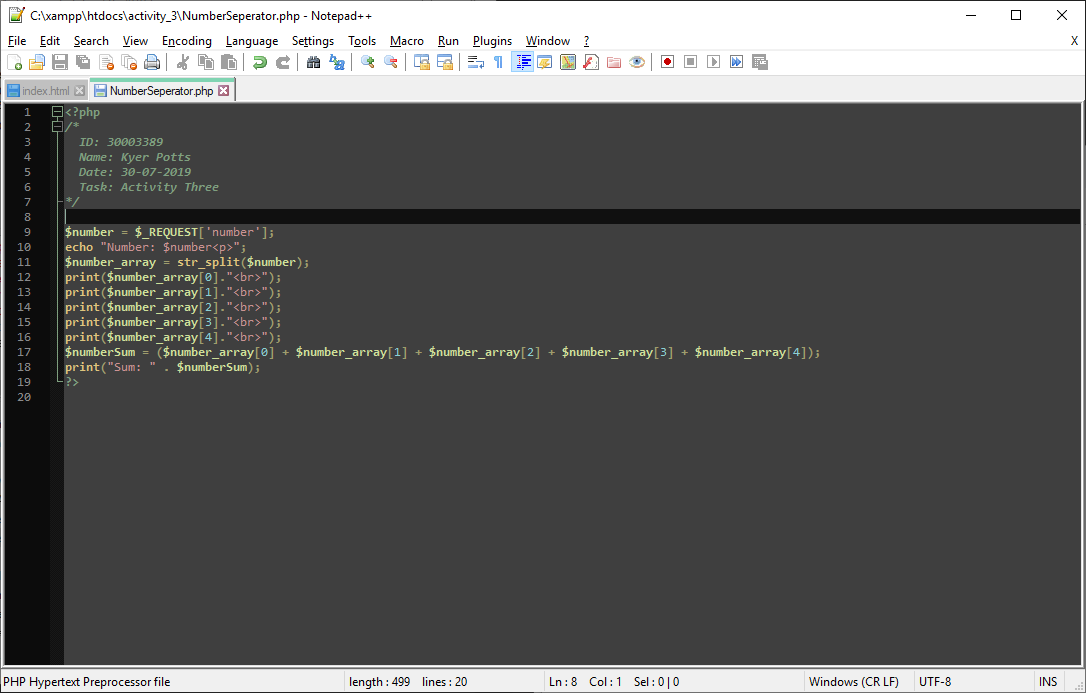 C:\xampp\htdocs\activity_3\NumberSeperator.php - Notepad++
File Edit Search View Encoding Language Settings Tools Macro Run Plugins Window ? X
index.html NumberSeperator.php
1 <?php
2 /*
3 ID: 30003389
4 Name: Kyer Potts
5 Date: 30-07-2019
6 Task: Activity Three
7 */
8
9 $number = $_REQUEST['number'];
10 echo "Number: $number<p>";
11 $number_array = str_split($number);
12 print($number_array[0]."<br>");
13 print($number_array[1]."<br>");
14 print($number_array[2]."<br>");
15 print($number_array[3]."<br>");
16 print($number_array[4]."<br>");
17 $numberSum = ($number_array[0] + $number_array[1] + $number_array[2] + $number_array[3] + $number_array[4]);
18 print("Sum: " . $numberSum);
19 ?>
20
PHP Hypertext Preprocessor file length : 499 lines : 20 Ln : 8 Col : 1 Sel : 0 | 0 Windows (CR LF) UTF-8 INS